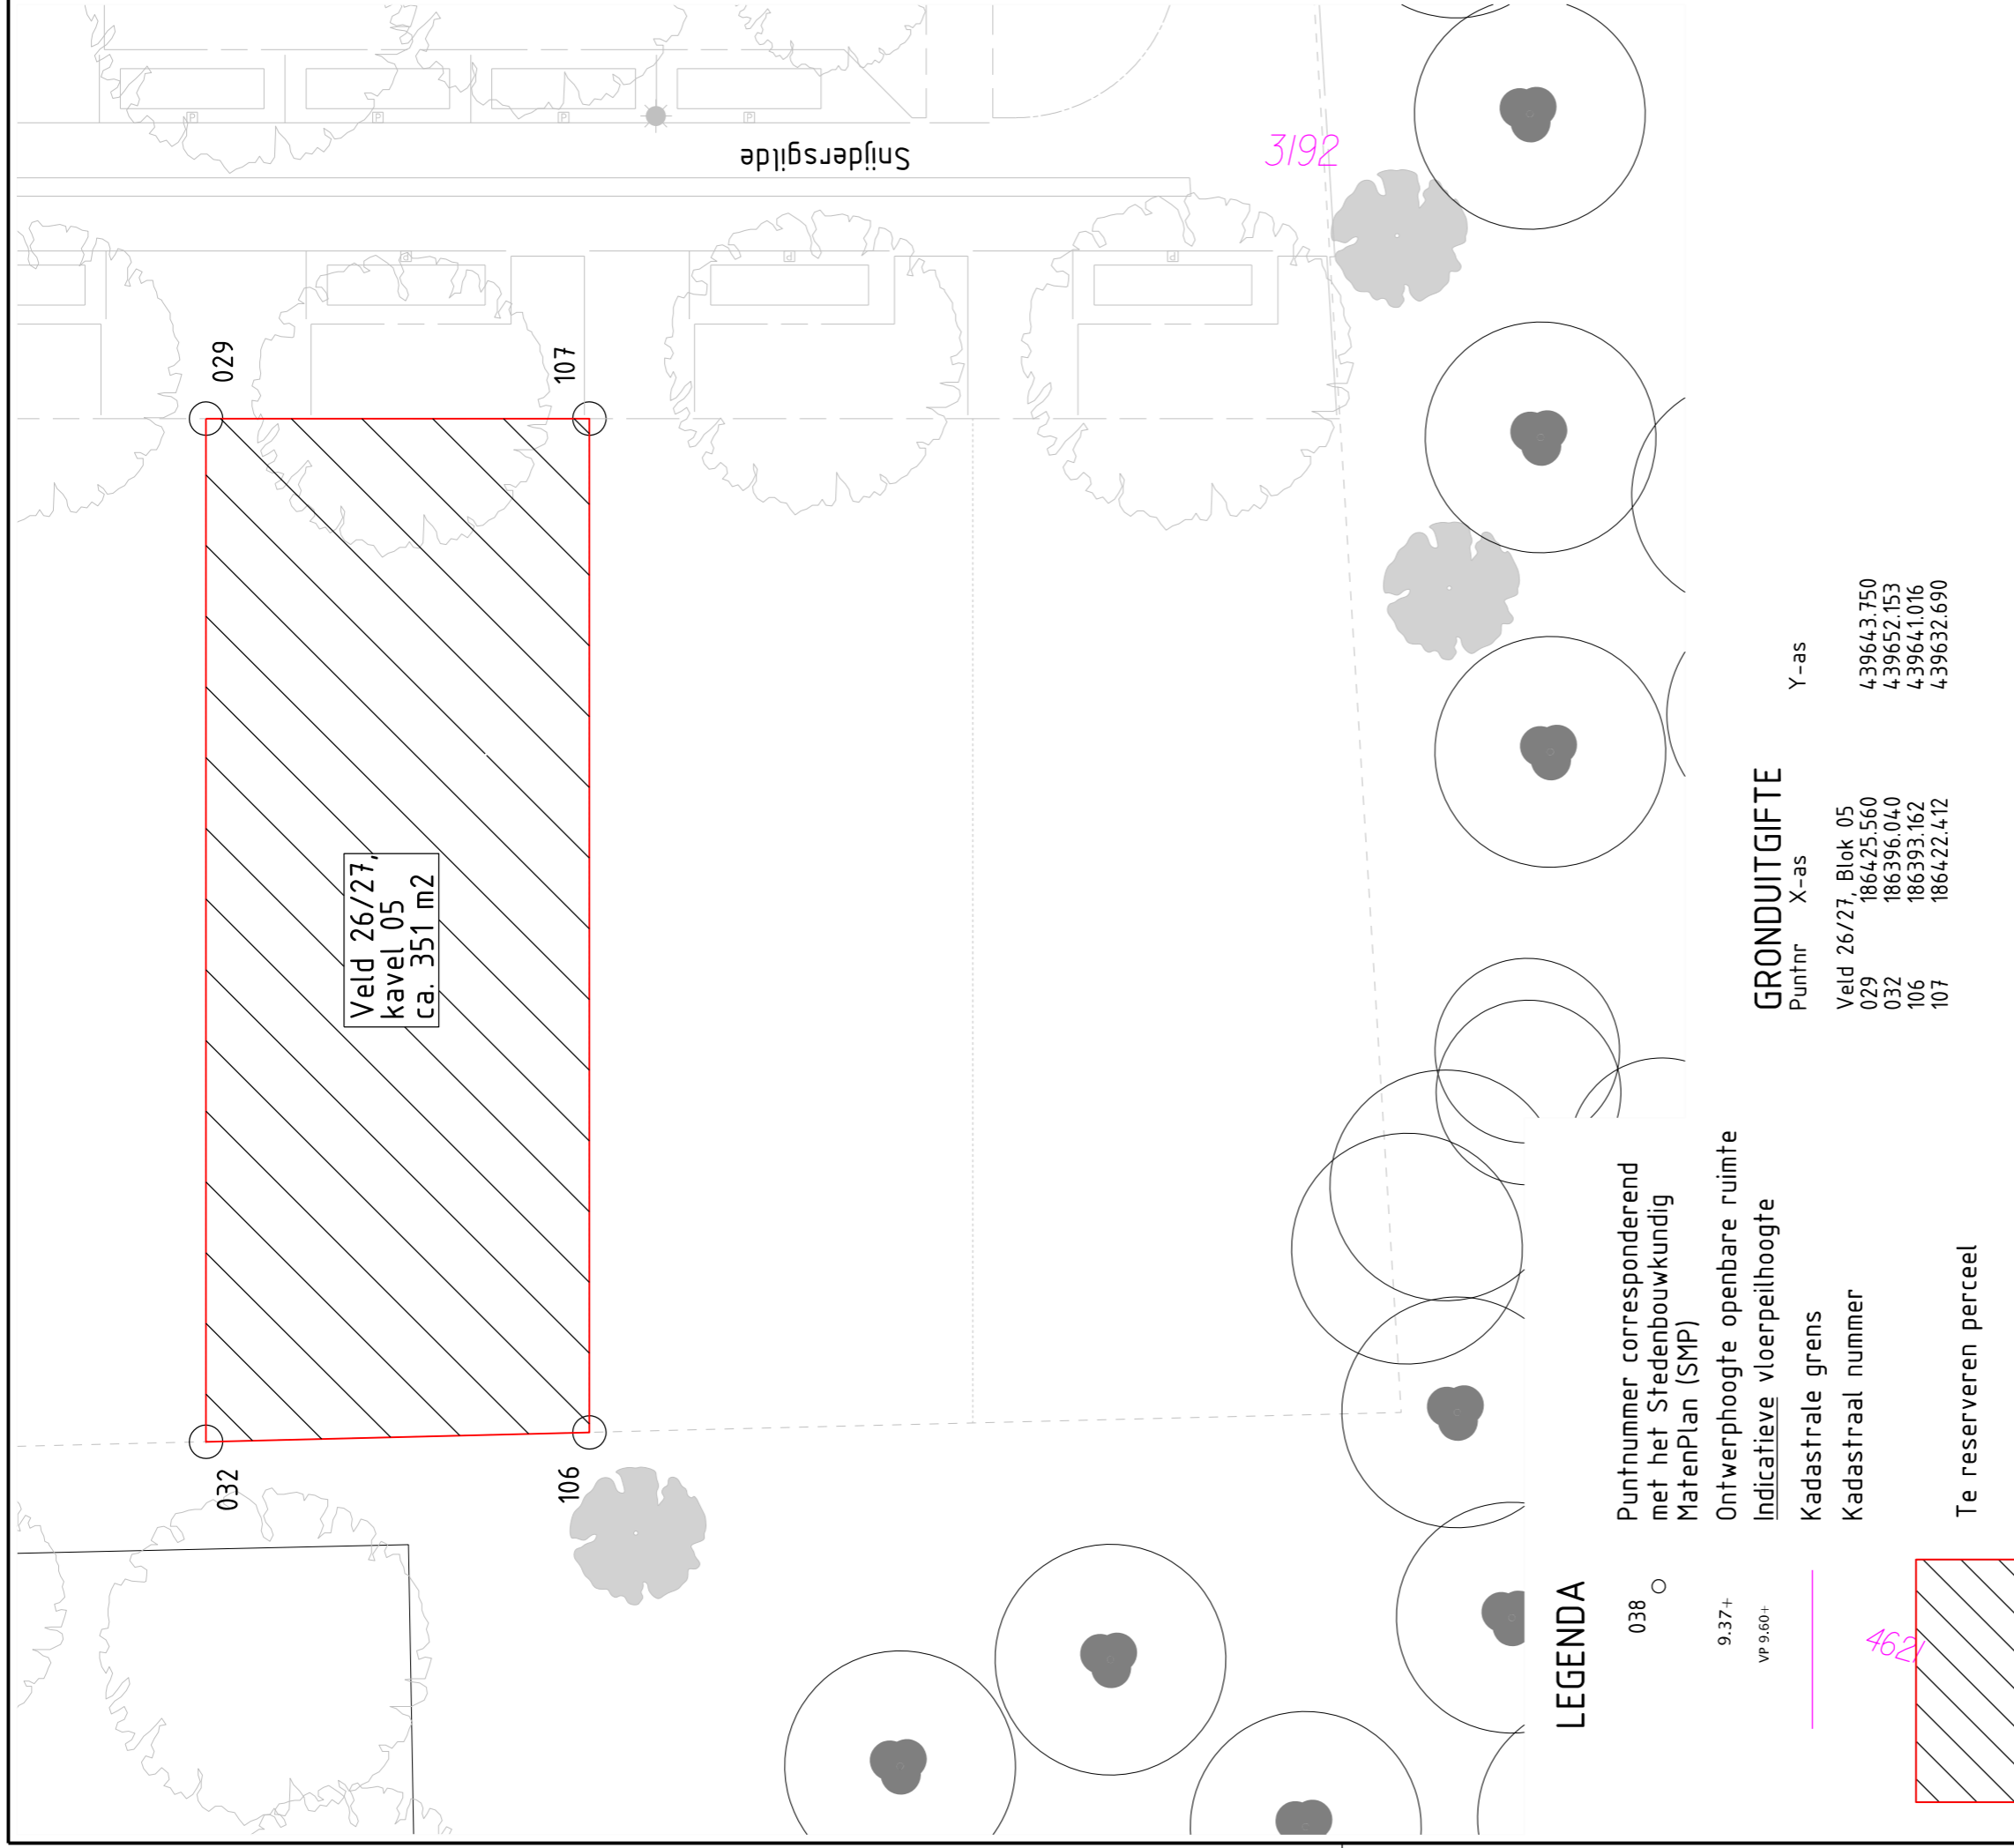 Snijdersgilde
3192
029
107
Veld 26/27,
kavel 05
ca. 351 m2
032
106
P
P
P
P
P
P
P
LEGENDA
038
Puntnummer corresponderend
met het Stedenbouwkundig
MatenPlan (SMP)
9.37+ Ontwerphoogte openbare ruimte
VP 9.60+ Indicatieve vloerpeilhoogte
Kadastrale grens
4621 Kadastraal nummer
Te reserveren perceel
GRONDUITGIFTE
Puntnr X-as Y-as
Veld 26/27, Blok 05
029 186425.560 439643.750
032 186396.040 439652.153
106 186393.162 439641.016
107 186422.412 439632.690